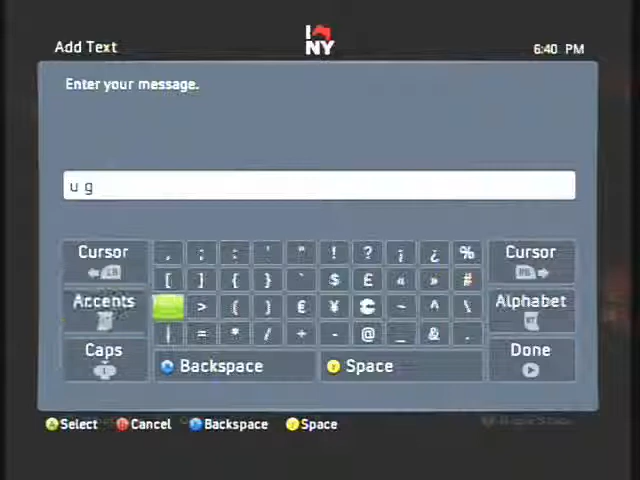 I
NY
Add Text
6:40 PM
Enter your message.
u g
Cursor
, ; : ' " ! ? ¡ ¿ %
Cursor
[ ] { } ` $ £ « » #
Accents
> ( ) € ¥ ~ ^ \
Alphabet
| = * / + - @ _ & .
Caps
Backspace
Space
Done
Select
Cancel
Backspace
Space